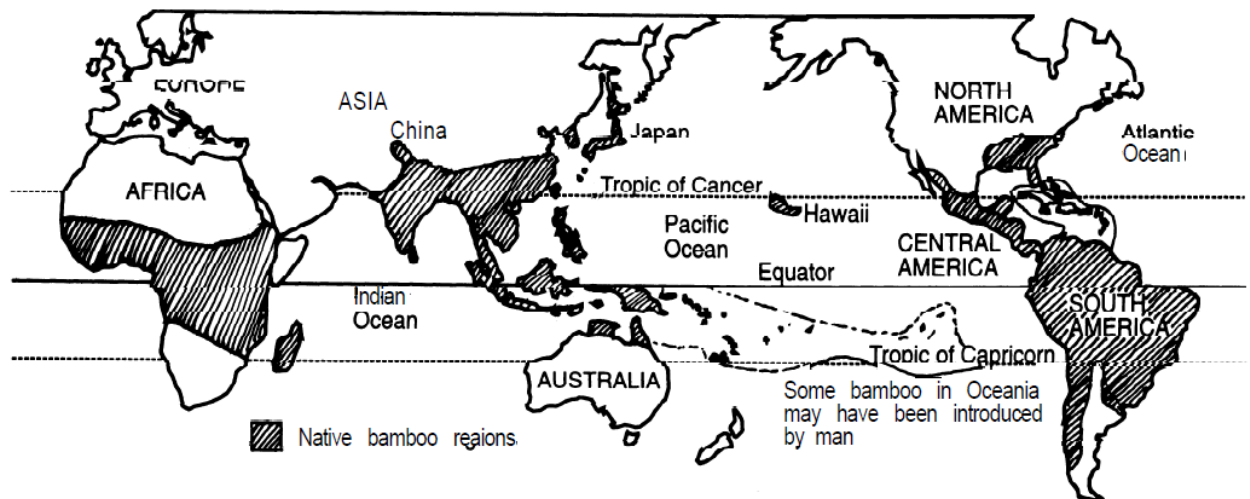 EUROPE
ASIA
China
Japan
NORTH
AMERICA
Atlantic
Ocean
AFRICA
Tropic of Cancer
Hawaii
Pacific
Ocean
CENTRAL
AMERICA
Equator
Indian
Ocean
SOUTH
AMERICA
Tropic of Capricorn
AUSTRALIA
Some bamboo in Oceania
may have been introduced
by man
Native bamboo regions